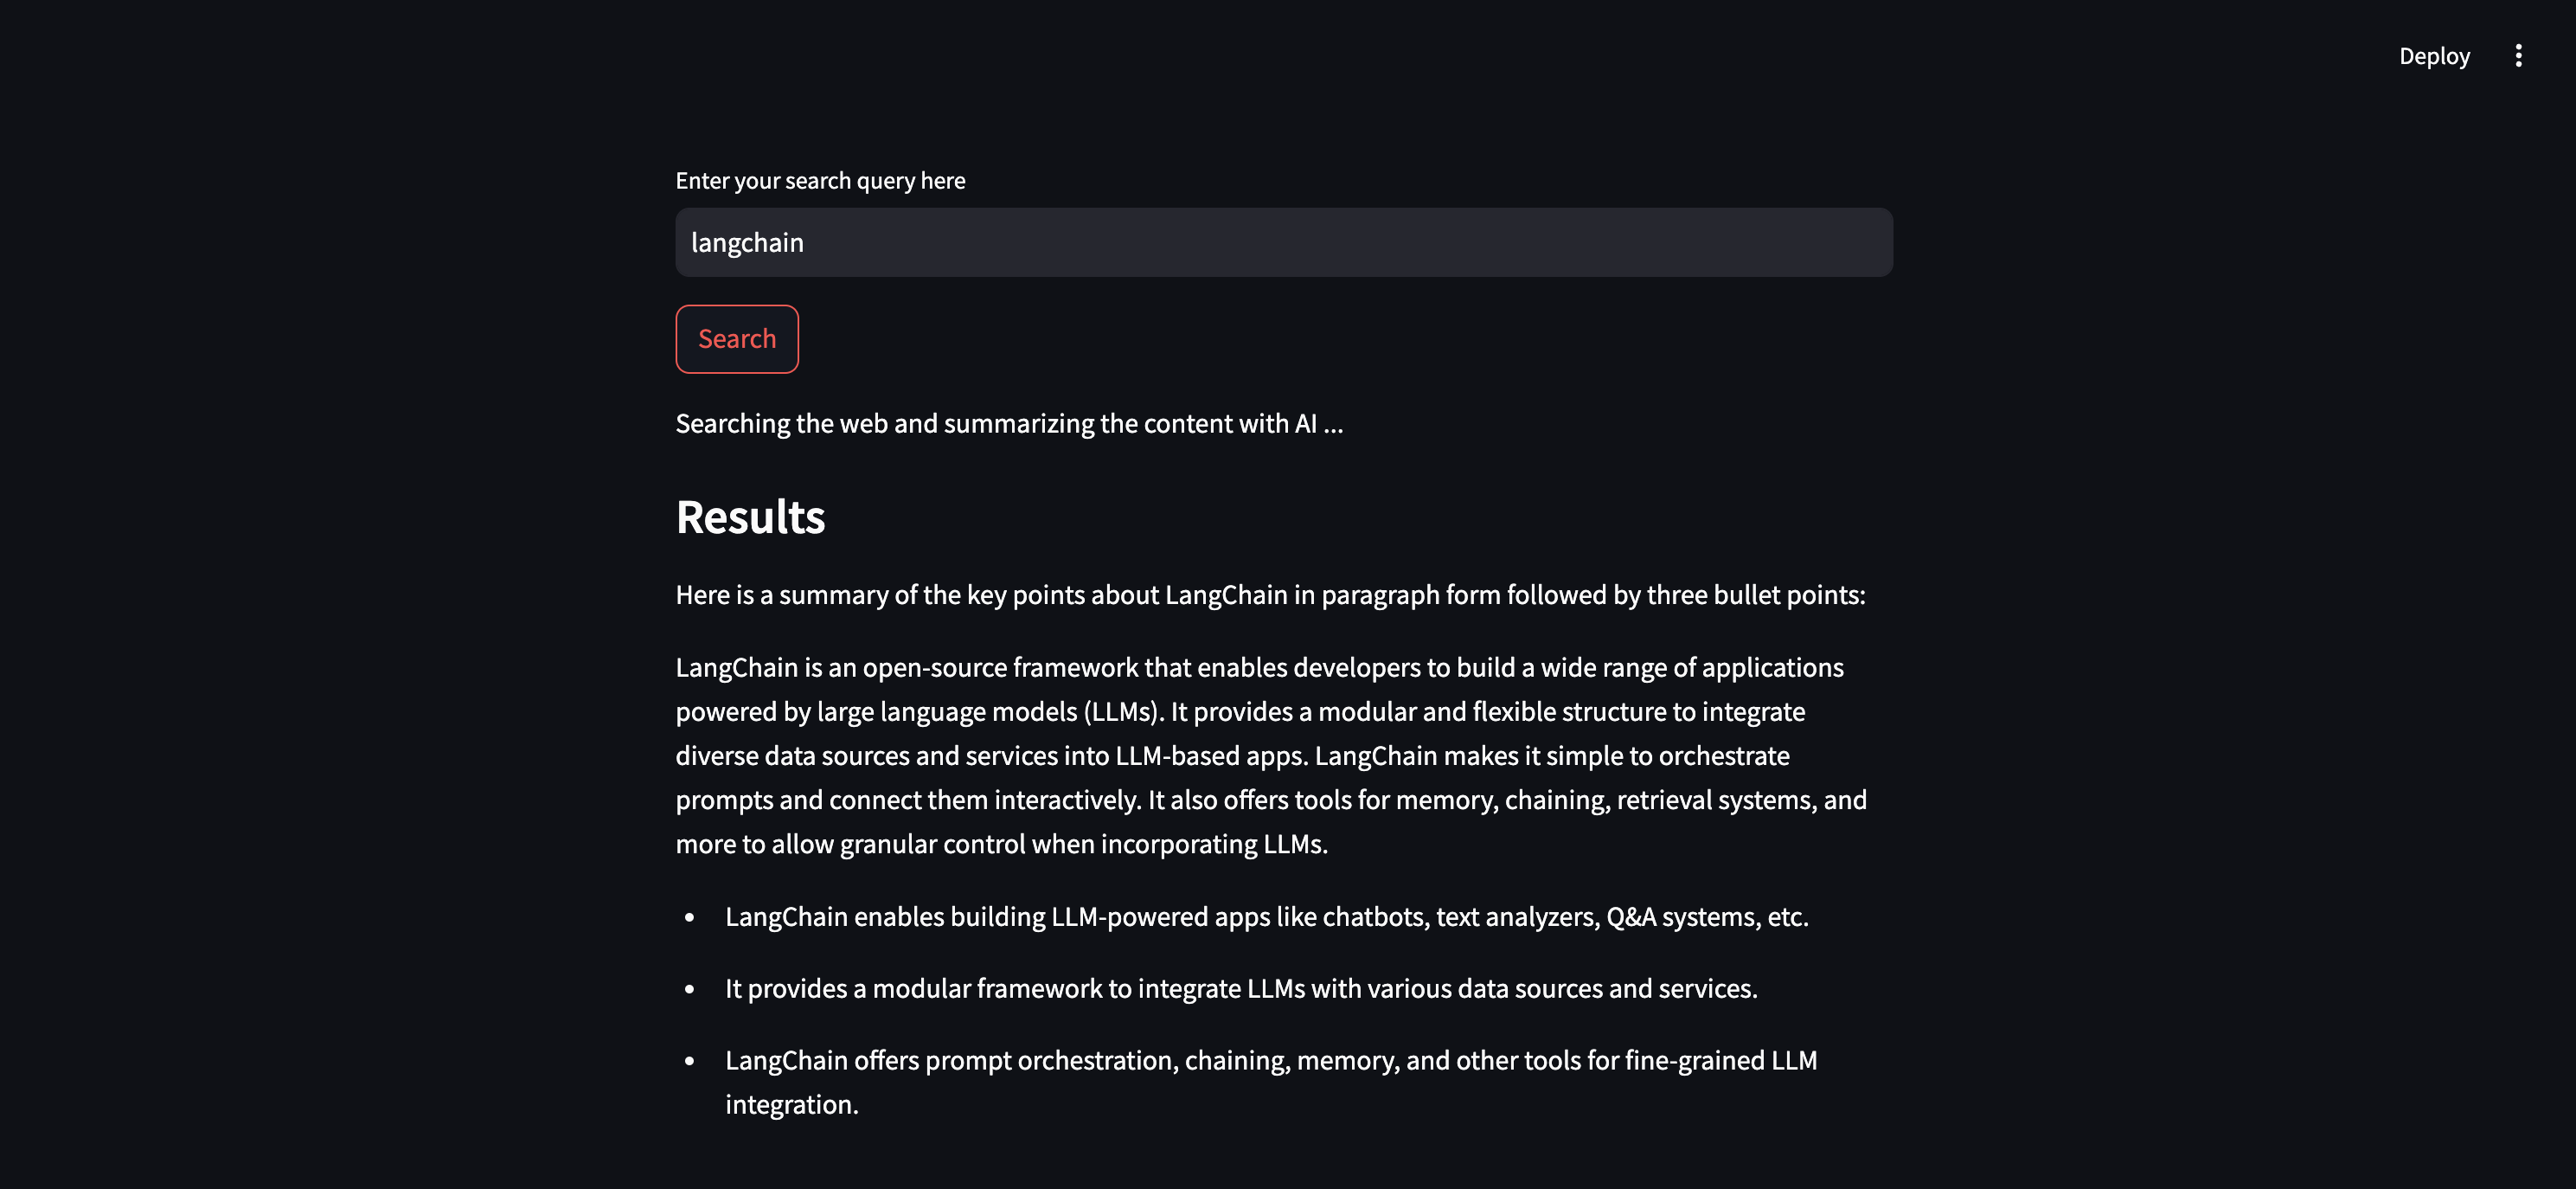 Deploy
Enter your search query here
langchain
Search
Searching the web and summarizing the content with AI ...
Results
Here is a summary of the key points about LangChain in paragraph form followed by three bullet points:
LangChain is an open-source framework that enables developers to build a wide range of applications
powered by large language models (LLMs). It provides a modular and flexible structure to integrate
diverse data sources and services into LLM-based apps. LangChain makes it simple to orchestrate
prompts and connect them interactively. It also offers tools for memory, chaining, retrieval systems, and
more to allow granular control when incorporating LLMs.
• LangChain enables building LLM-powered apps like chatbots, text analyzers, Q&A systems, etc.
• It provides a modular framework to integrate LLMs with various data sources and services.
• LangChain offers prompt orchestration, chaining, memory, and other tools for fine-grained LLM
integration.